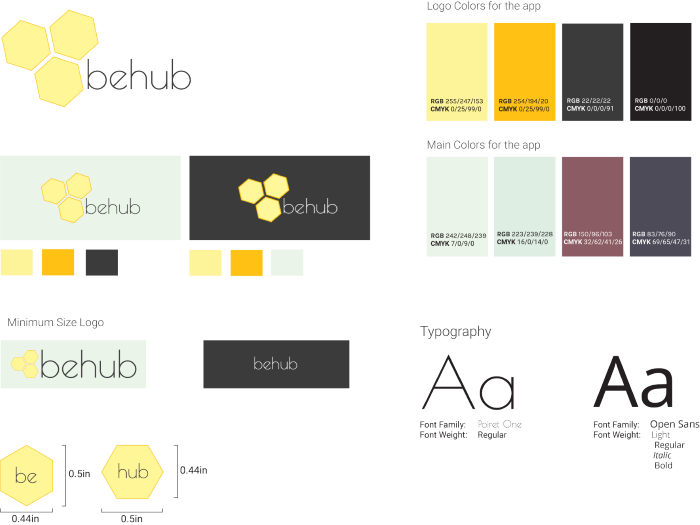 behub
behub
behub
Minimum Size Logo
behub
behub
be
0.5in
0.44in
hub
0.44in
0.5in
Logo Colors for the app
RGB 255/247/153
CMYK 0/25/99/0
RGB 254/184/20
CMYK 0/25/99/0
RGB 22/22/22
CMYK 0/0/0/91
RGB 0/0/0
CMYK 0/0/0/100
Main Colors for the app
RGB 242/248/239
CMYK 7/0/9/0
RGB 223/239/228
CMYK 16/0/14/0
RGB 150/96/103
CMYK 32/62/41/26
RGB 83/76/90
CMYK 69/65/47/31
Typography
Aa
Font Family: Poiret One
Font Weight: Regular
Aa
Font Family: Open Sans
Font Weight: Light
Regular
Italic
Bold